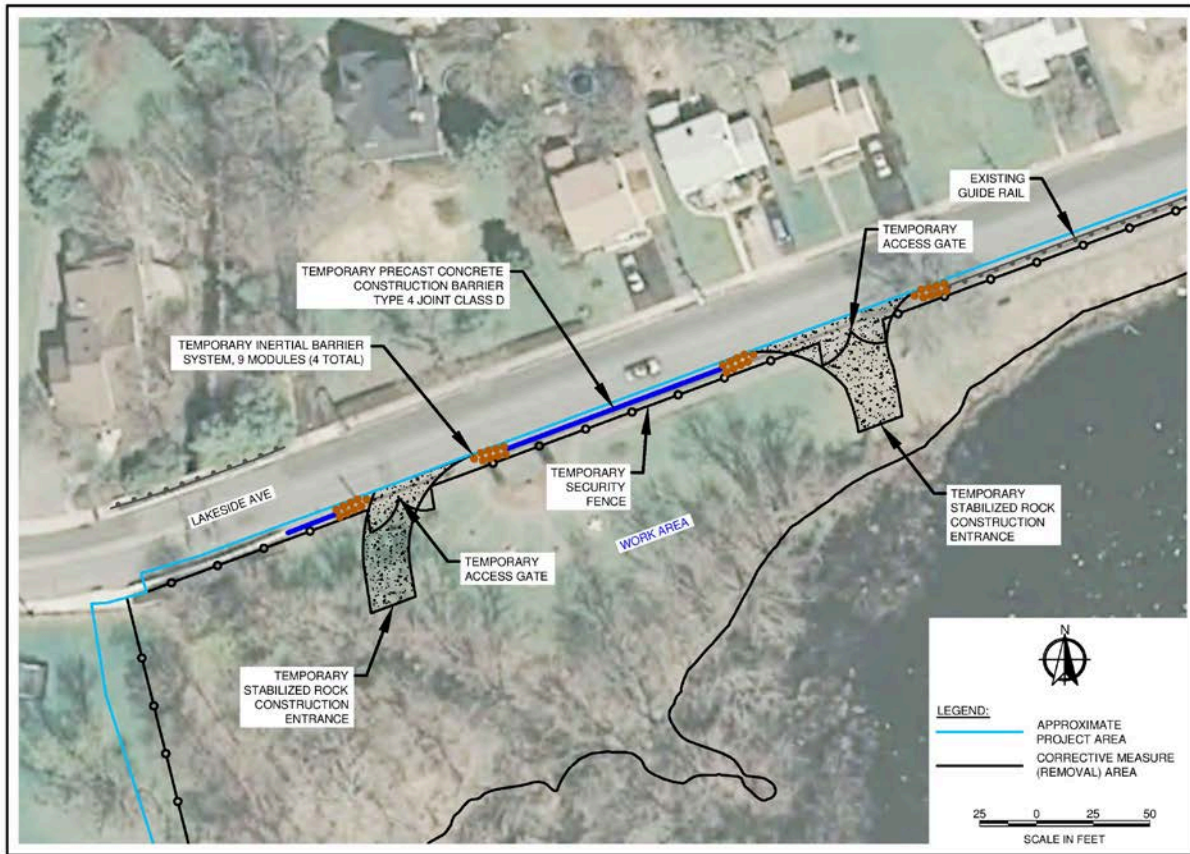 EXISTING
GUIDE RAIL
TEMPORARY
ACCESS GATE
TEMPORARY PRECAST CONCRETE
CONSTRUCTION BARRIER
TYPE 4 JOINT CLASS D
TEMPORARY INERTIAL BARRIER
SYSTEM, 9 MODULES (4 TOTAL)
LAKESIDE AVE
TEMPORARY
SECURITY
FENCE
WORK AREA
TEMPORARY
STABILIZED ROCK
CONSTRUCTION
ENTRANCE
TEMPORARY
ACCESS GATE
TEMPORARY
STABILIZED ROCK
CONSTRUCTION
ENTRANCE
N
LEGEND:
APPROXIMATE
PROJECT AREA
CORRECTIVE MEASURE
(REMOVAL) AREA
25 0 25 50
SCALE IN FEET